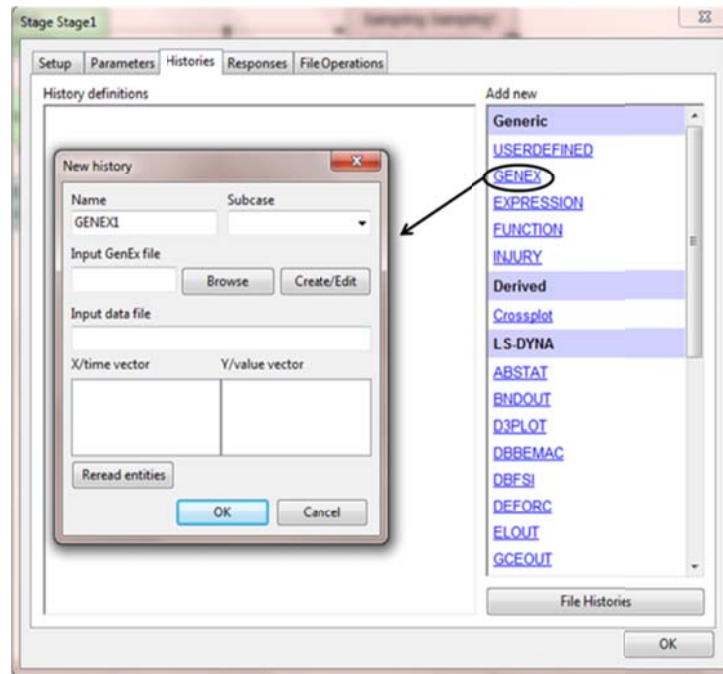 Stage Stage1
Setup Parameters Histories Responses FileOperations
History definitions
Add new
Generic
USERDEFINED
GENEX
EXPRESSION
FUNCTION
INJURY
Derived
Crossplot
LS-DYNA
ABSTAT
BNDOUT
D3PLOT
DBBEMAC
DBFSI
DEFORC
ELOUT
GCEOUT
File Histories
OK
New history
Name Subcase
GENEX1
Input GenEx file
Browse Create/Edit
Input data file
X/time vector Y/value vector
Reread entities
OK Cancel